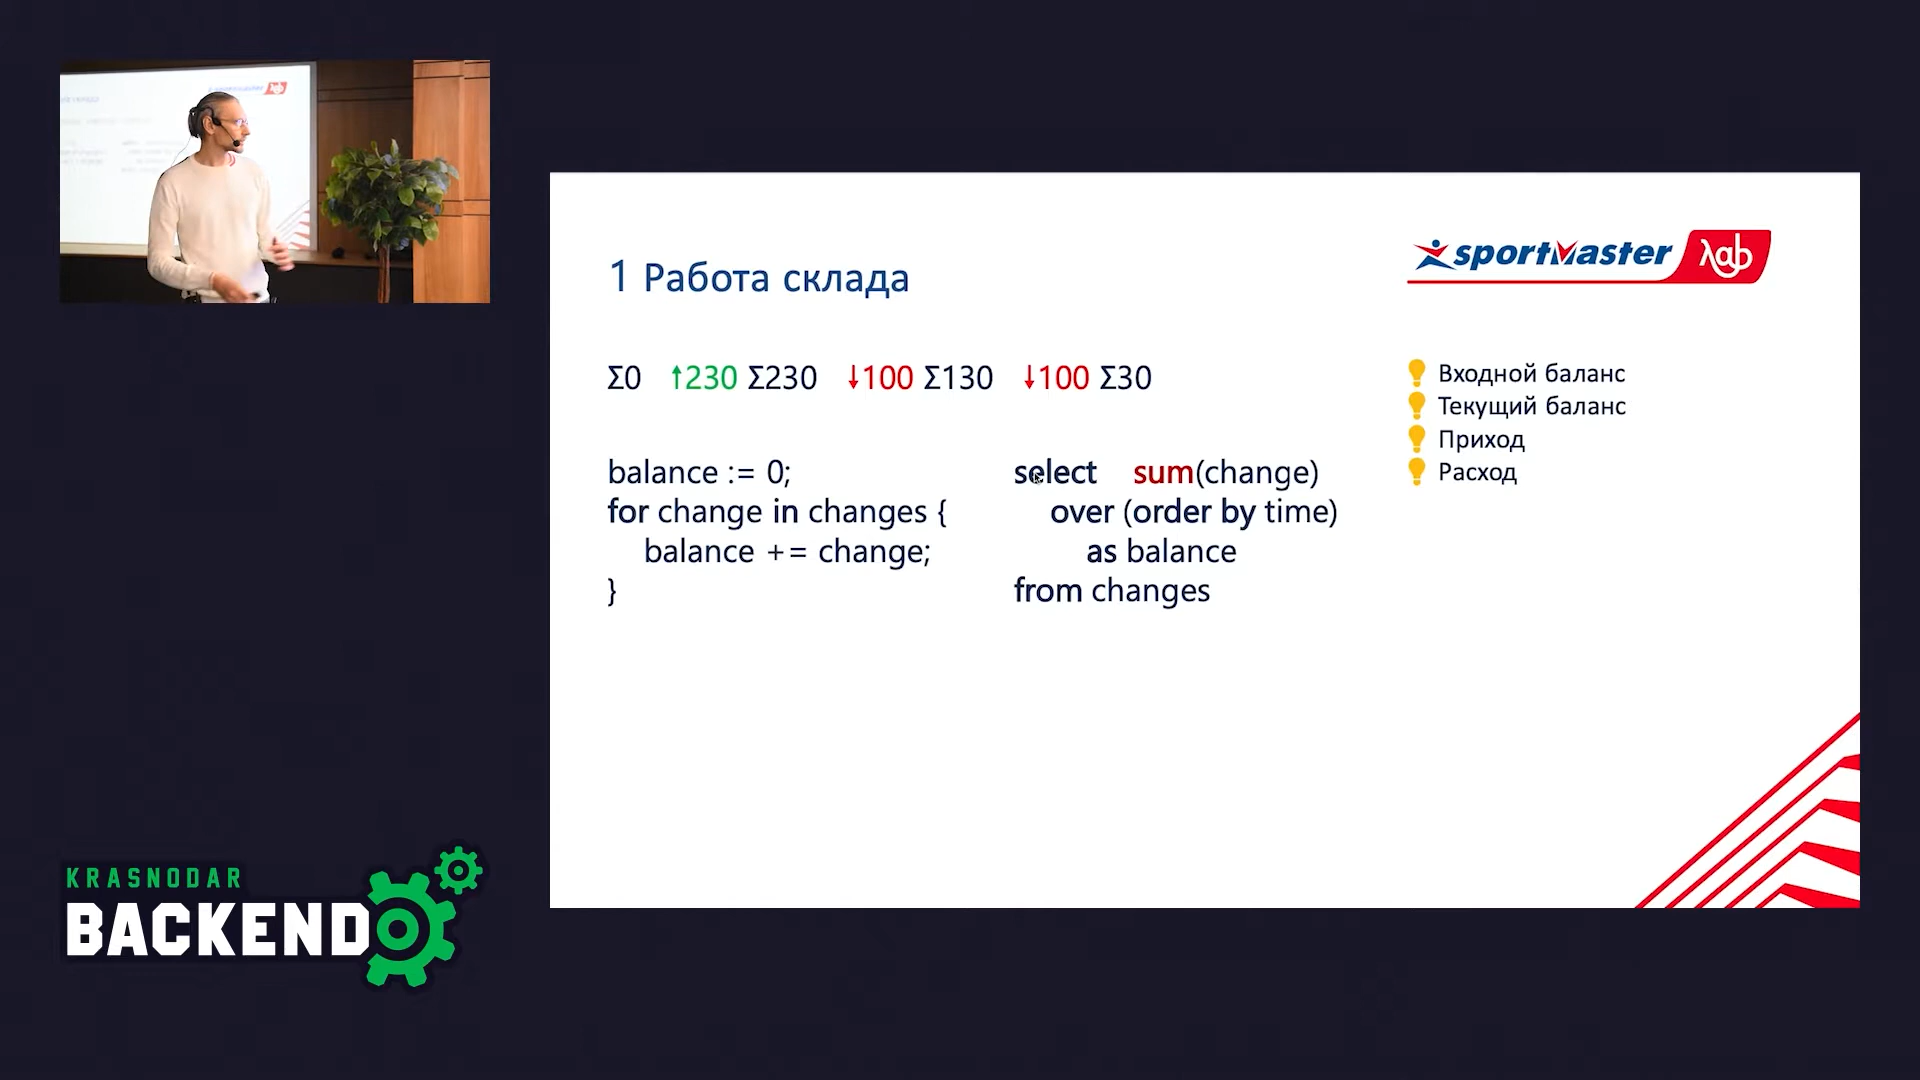 1 Работа склада
sportmaster лаб
Σ0 ↑230 Σ230 ↓100 Σ130 ↓100 Σ30
balance := 0;
for change in changes {
balance += change;
}
select sum(change)
over (order by time)
as balance
from changes
Входной баланс
Текущий баланс
Приход
Расход
KRASNODAR
BACKEND